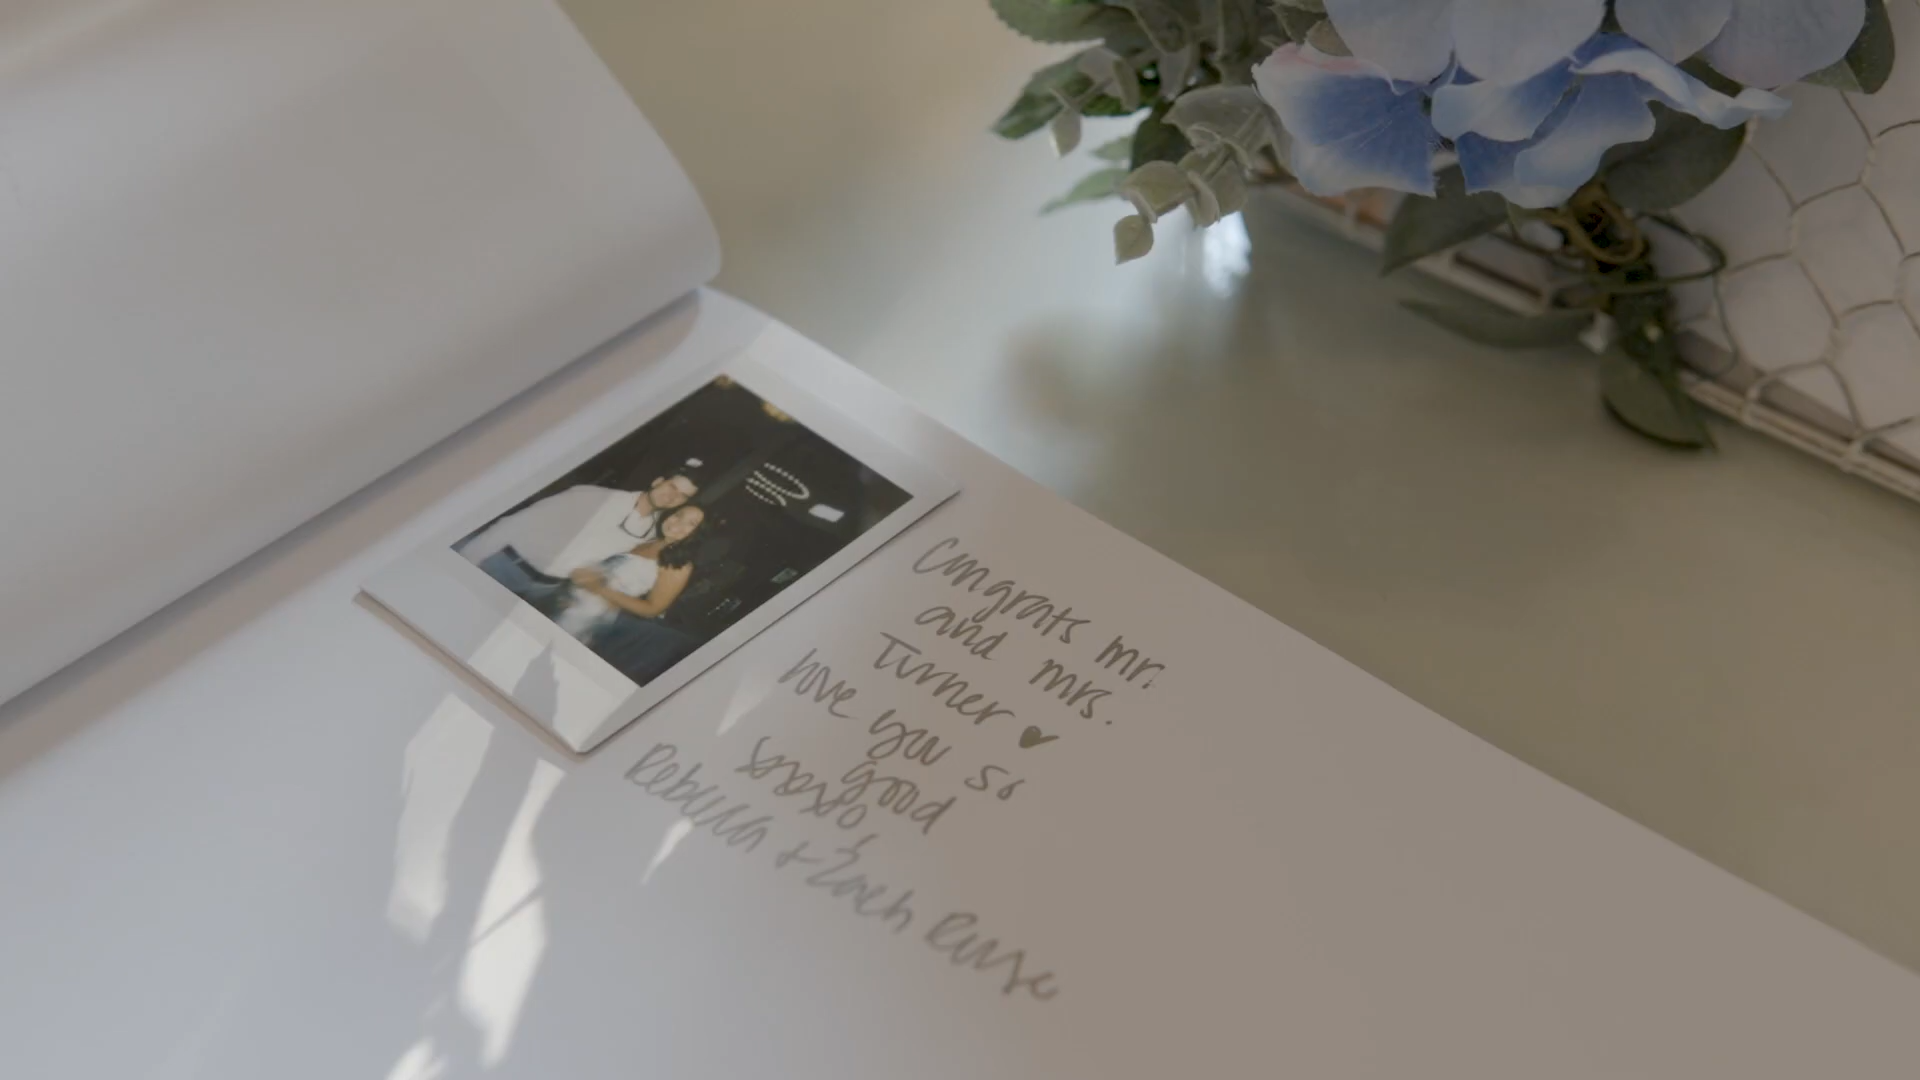 Congrats mr.
and mrs.
Turner ♥
love you so
good
xoxoxo
Rebecca + Zach